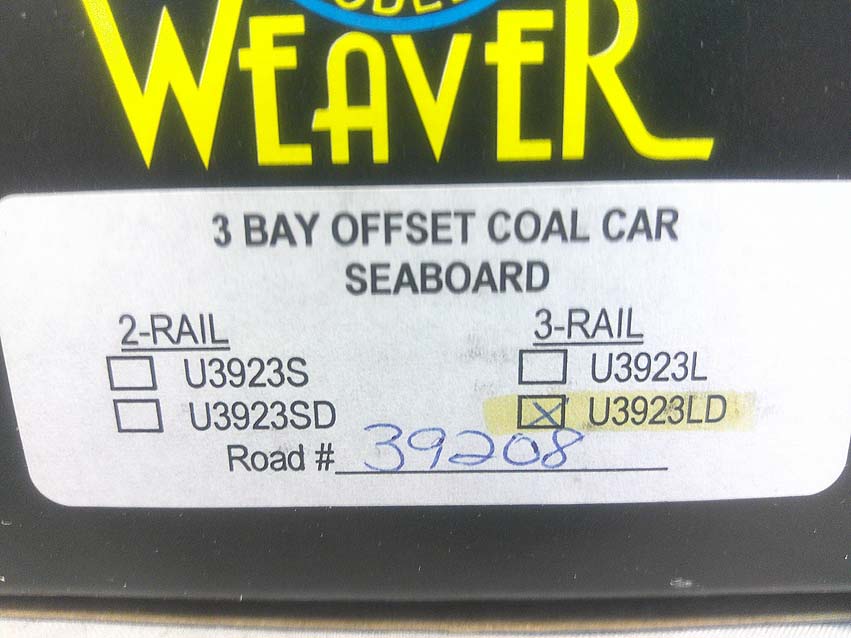 WEAVER
3 BAY OFFSET COAL CAR
SEABOARD
2-RAIL 3-RAIL
U3923S U3923L
U3923SD U3923LD
Road # 39208